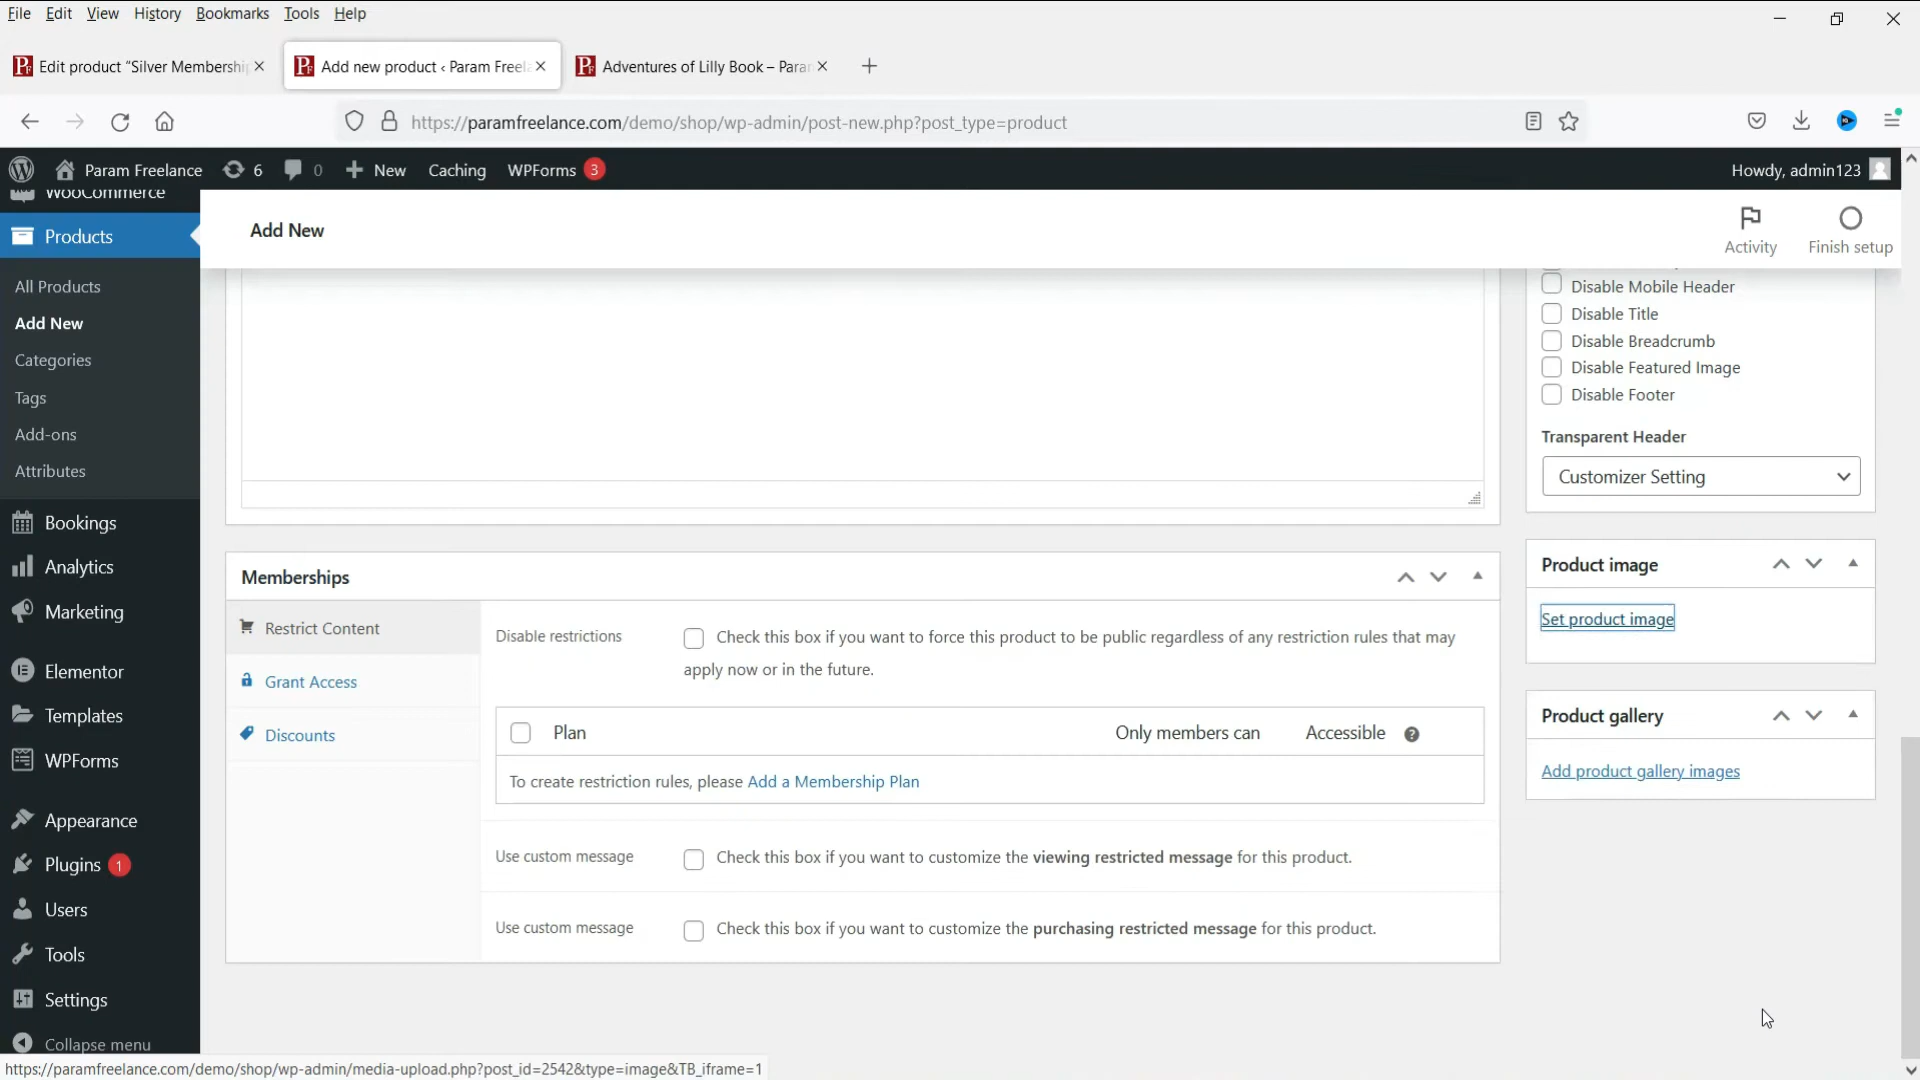 File Edit View History Bookmarks Tools Help
Edit product “Silver Membership
Add new product ‹ Param Freela
Adventures of Lilly Book – Para
https://paramfreelance.com/demo/shop/wp-admin/post-new.php?post_type=product
Param Freelance 6 0 New Caching WPForms 3 Howdy, admin123
WooCommerce
Products
All Products
Add New
Categories
Tags
Add-ons
Attributes
Bookings
Analytics
Marketing
Elementor
Templates
WPForms
Appearance
Plugins 1
Users
Tools
Settings
Collapse menu
Add New
Activity
Finish setup
Memberships
Restrict Content
Grant Access
Discounts
Disable restrictions
Check this box if you want to force this product to be public regardless of any restriction rules that may
apply now or in the future.
Plan Only members can Accessible ?
To create restriction rules, please Add a Membership Plan
Use custom message Check this box if you want to customize the viewing restricted message for this product.
Use custom message Check this box if you want to customize the purchasing restricted message for this product.
Disable Mobile Header
Disable Title
Disable Breadcrumb
Disable Featured Image
Disable Footer
Transparent Header
Customizer Setting
Product image
Set product image
Product gallery
Add product gallery images
https://paramfreelance.com/demo/shop/wp-admin/media-upload.php?post_id=2542&type=image&TB_iframe=1